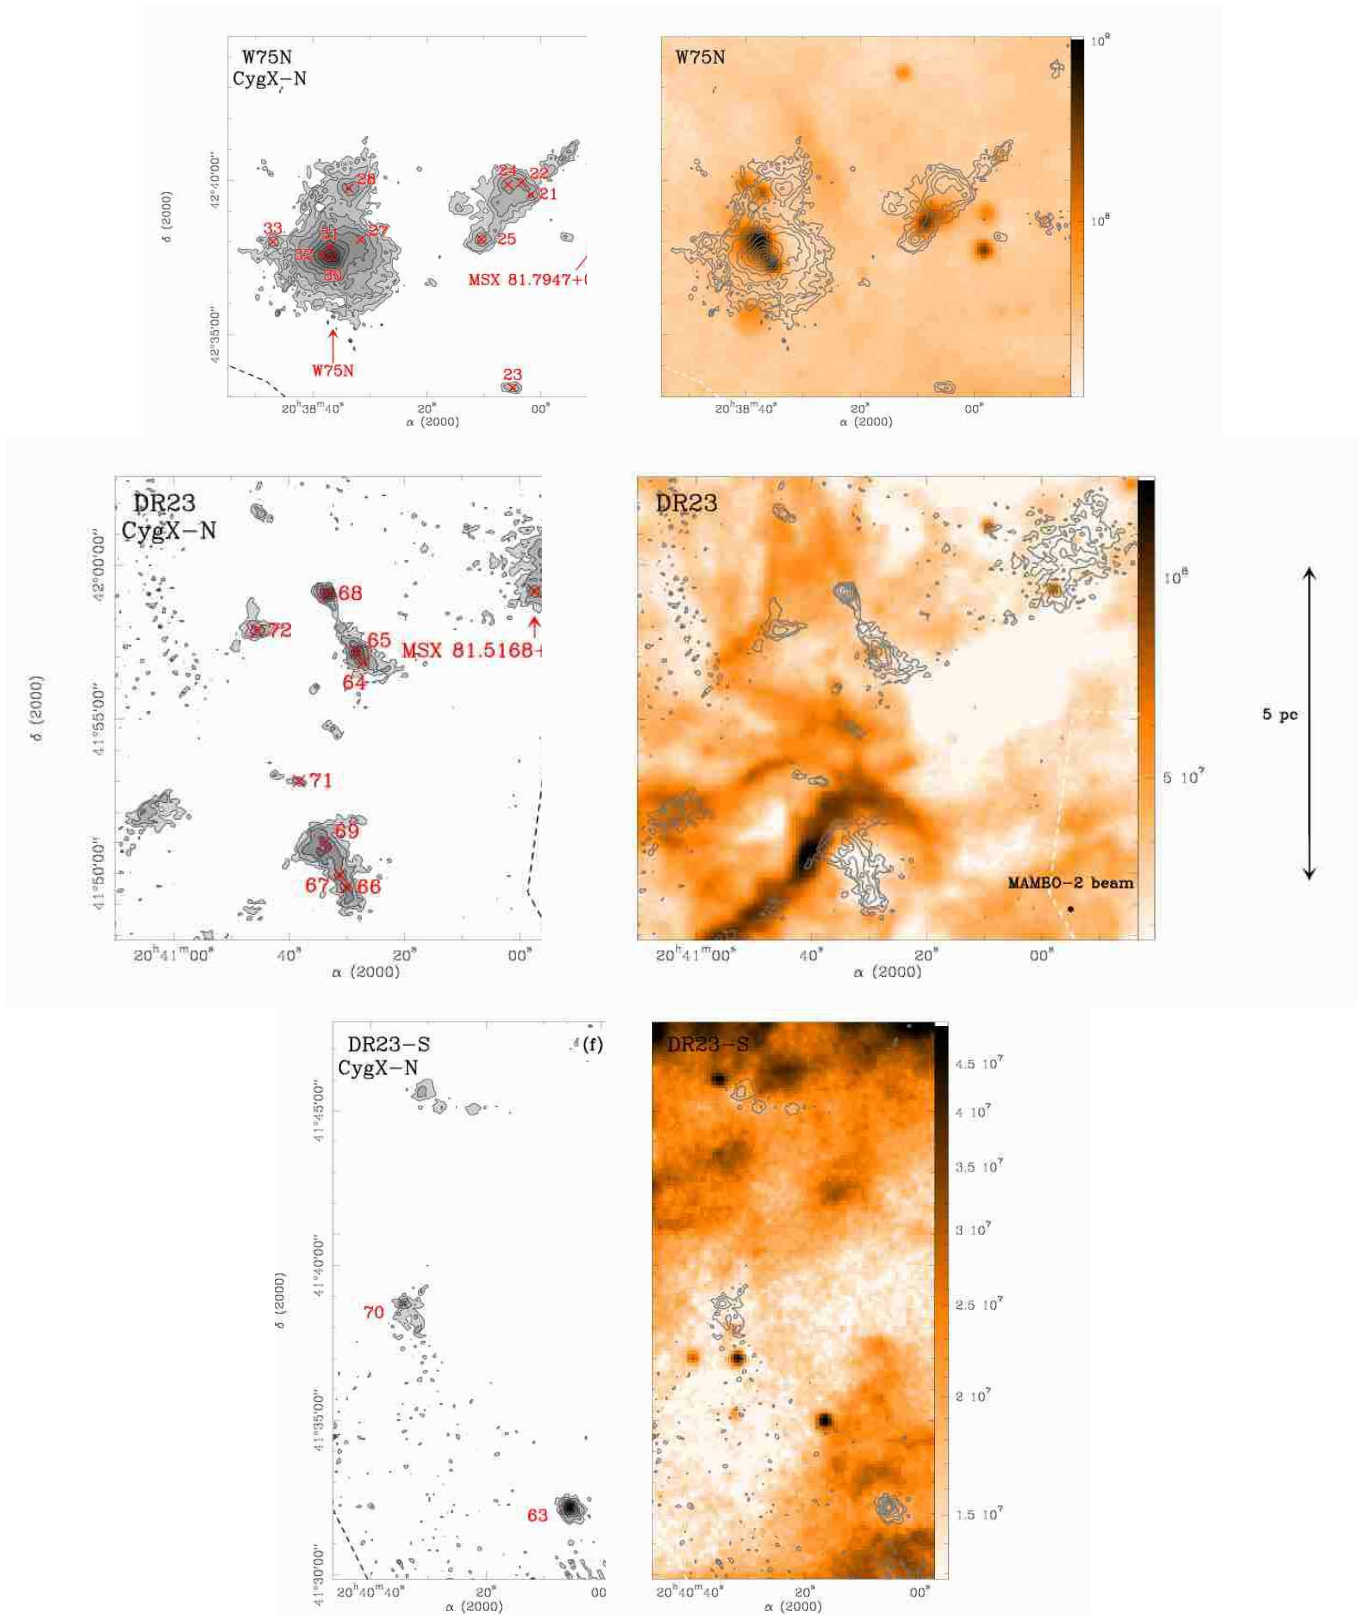 W75N
CygX-N
28
24
22
21
33
31
27
32
30
25
MSX 81.7947+
W75N
23
42°40'00"
42°35'00"
δ (2000)
20ʰ38ᵐ40ˢ
20ˢ
00ˢ
α (2000)
W75N
10⁹
10⁸
20ʰ38ᵐ40ˢ
20ˢ
00ˢ
α (2000)
DR23
CygX-N
68
72
65
MSX 81.5168+
64
71
69
67
66
42°00'00"
41°55'00"
41°50'00"
δ (2000)
20ʰ41ᵐ00ˢ
40ˢ
20ˢ
00ˢ
α (2000)
DR23
10⁸
5 10⁷
MAMBO-2 beam
20ʰ41ᵐ00ˢ
40ˢ
20ˢ
00ˢ
α (2000)
5 pc
DR23-S
(f)
CygX-N
70
63
41°45'00"
41°40'00"
41°35'00"
41°30'00"
δ (2000)
20ʰ40ᵐ40ˢ
20ˢ
00
α (2000)
DR23-S
4.5 10⁷
4 10⁷
3.5 10⁷
3 10⁷
2.5 10⁷
2 10⁷
1.5 10⁷
20ʰ40ᵐ40ˢ
20ˢ
00ˢ
α (2000)